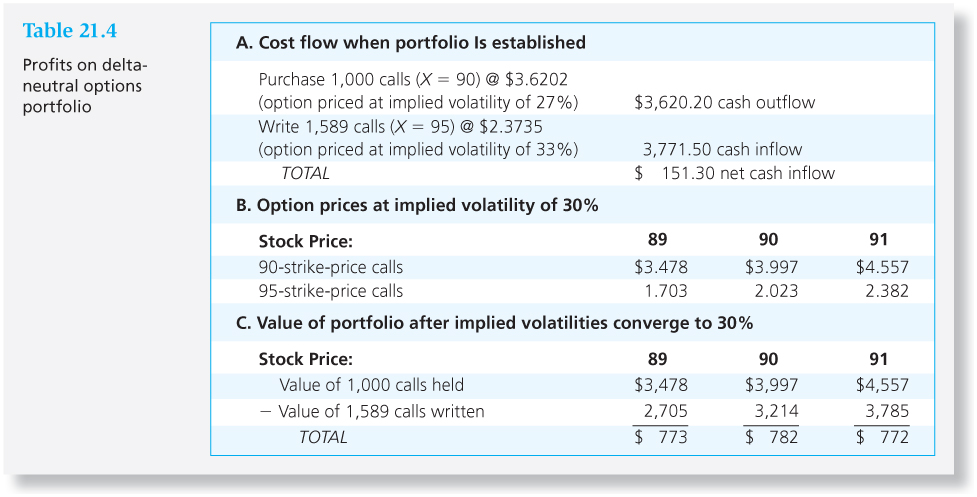 Table 21.4
Profits on delta-
neutral options
portfolio
A. Cost flow when portfolio Is established
Purchase 1,000 calls (X = 90) @ $3.6202
(option priced at implied volatility of 27%) $3,620.20 cash outflow
Write 1,589 calls (X = 95) @ $2.3735
(option priced at implied volatility of 33%) 3,771.50 cash inflow
TOTAL $ 151.30 net cash inflow
B. Option prices at implied volatility of 30%
Stock Price: 89 90 91
90-strike-price calls $3.478 $3.997 $4.557
95-strike-price calls 1.703 2.023 2.382
C. Value of portfolio after implied volatilities converge to 30%
Stock Price: 89 90 91
Value of 1,000 calls held $3,478 $3,997 $4,557
− Value of 1,589 calls written 2,705 3,214 3,785
TOTAL $ 773 $ 782 $ 772